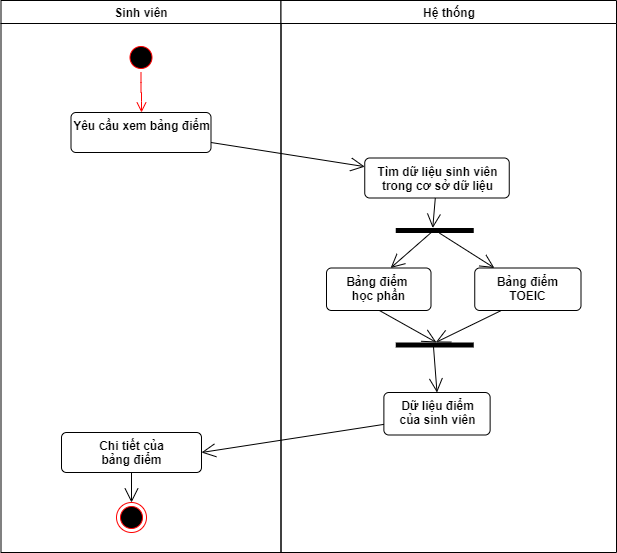 Sinh viên
Hệ thống
Yêu cầu xem bảng điểm
Tìm dữ liệu sinh viên
trong cơ sở dữ liệu
Bảng điểm
học phần
Bảng điểm
TOEIC
Dữ liệu điểm
của sinh viên
Chi tiết của
bảng điểm